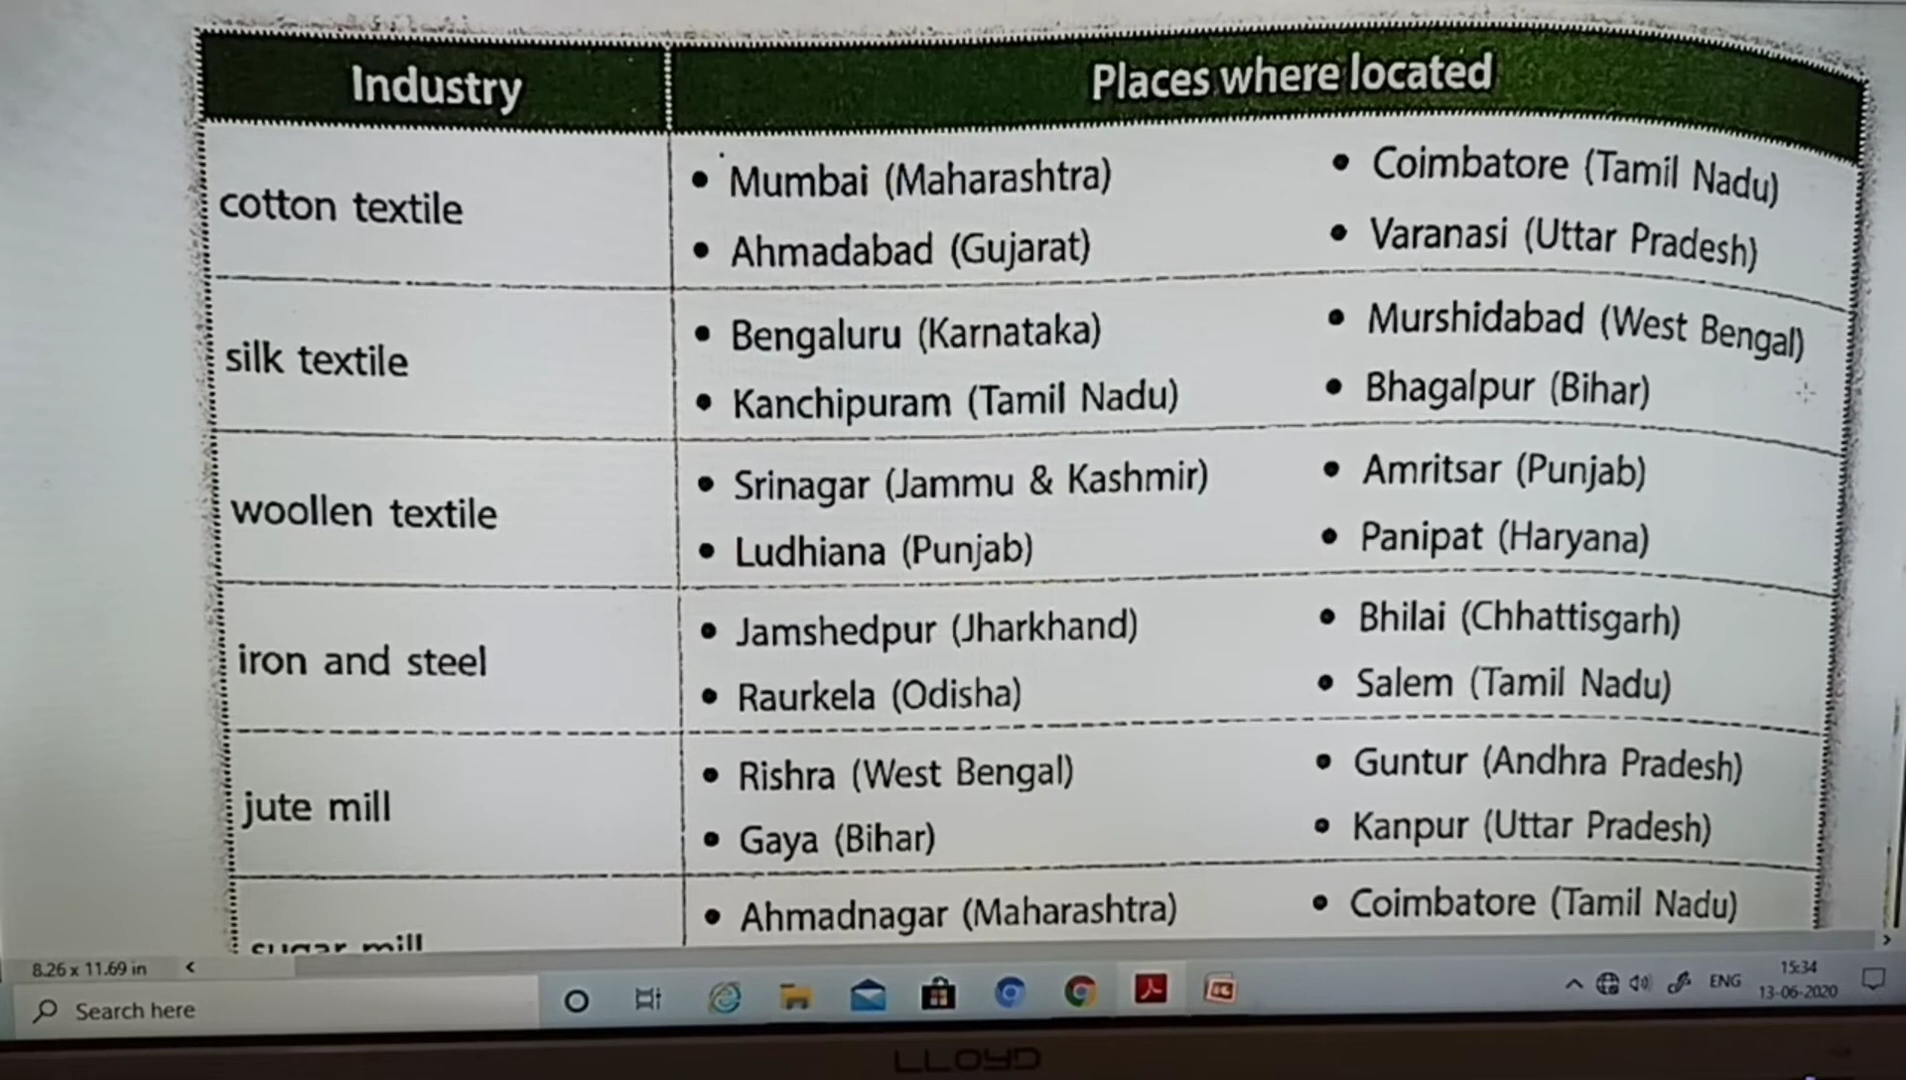 Industry Places where located
cotton textile
• Mumbai (Maharashtra) • Coimbatore (Tamil Nadu)
• Ahmadabad (Gujarat) • Varanasi (Uttar Pradesh)
silk textile
• Bengaluru (Karnataka) • Murshidabad (West Bengal)
• Kanchipuram (Tamil Nadu) • Bhagalpur (Bihar)
woollen textile
• Srinagar (Jammu & Kashmir) • Amritsar (Punjab)
• Ludhiana (Punjab) • Panipat (Haryana)
iron and steel
• Jamshedpur (Jharkhand) • Bhilai (Chhattisgarh)
• Raurkela (Odisha) • Salem (Tamil Nadu)
jute mill
• Rishra (West Bengal) • Guntur (Andhra Pradesh)
• Gaya (Bihar) • Kanpur (Uttar Pradesh)
sugar mill
• Ahmadnagar (Maharashtra) • Coimbatore (Tamil Nadu)
8.26 x 11.69 in
Search here
ENG
15:34
13-06-2020
LLOYD